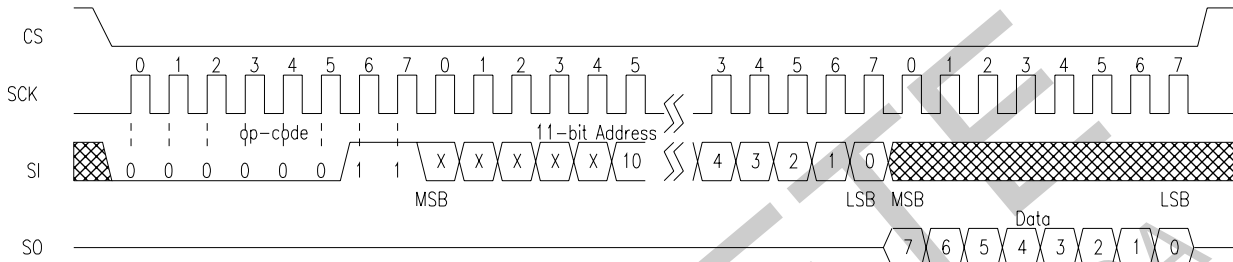 CS
0 1 2 3 4 5 6 7 0 1 2 3 4 5 3 4 5 6 7 0 1 2 3 4 5 6 7
SCK
op-code 11-bit Address
SI 0 0 0 0 0 0 1 1 X X X X X 10 4 3 2 1 0
MSB LSB MSB LSB
Data
SO 7 6 5 4 3 2 1 0